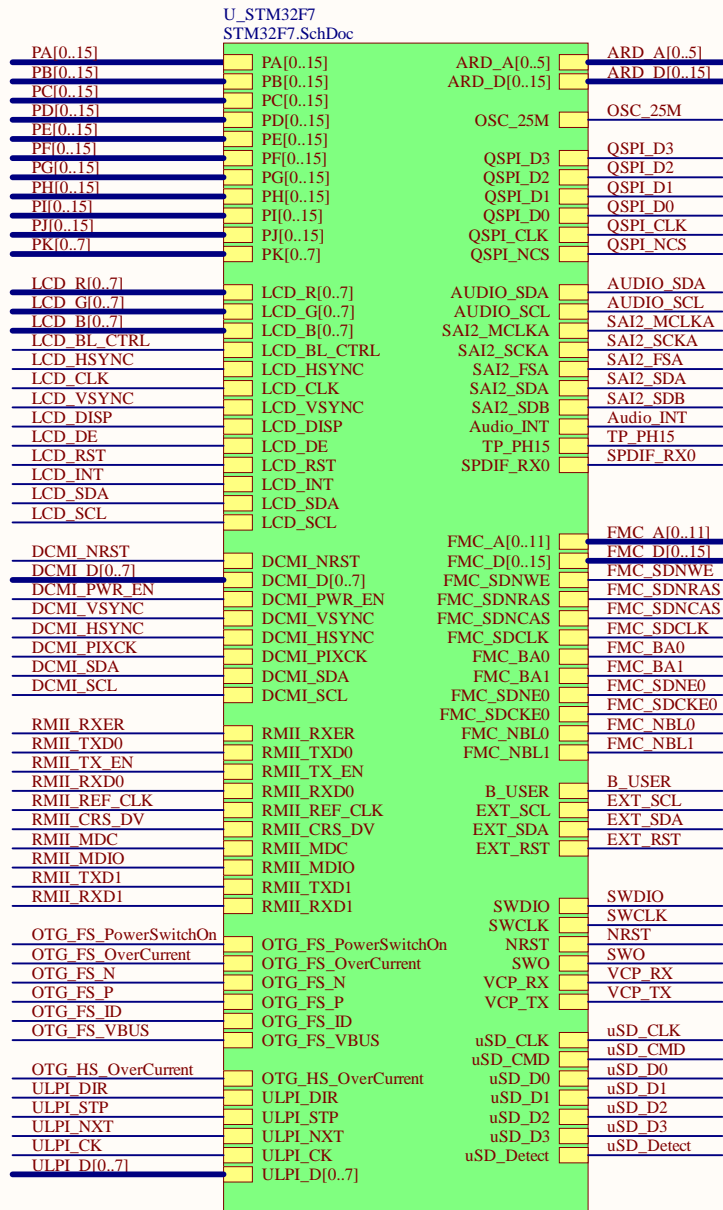 U_STM32F7
STM32F7.SchDoc
PA[0..15] PA[0..15] ARD_A[0..5] ARD_A[0..5]
PB[0..15] PB[0..15] ARD_D[0..15] ARD_D[0..15]
PC[0..15] PC[0..15]
PD[0..15] PD[0..15] OSC_25M OSC_25M
PE[0..15] PE[0..15]
PF[0..15] PF[0..15] QSPI_D3 QSPI_D3
PG[0..15] PG[0..15] QSPI_D2 QSPI_D2
PH[0..15] PH[0..15] QSPI_D1 QSPI_D1
PI[0..15] PI[0..15] QSPI_D0 QSPI_D0
PJ[0..15] PJ[0..15] QSPI_CLK QSPI_CLK
PK[0..7] PK[0..7] QSPI_NCS QSPI_NCS
LCD_R[0..7] LCD_R[0..7] AUDIO_SDA AUDIO_SDA
LCD_G[0..7] LCD_G[0..7] AUDIO_SCL AUDIO_SCL
LCD_B[0..7] LCD_B[0..7] SAI2_MCLKA SAI2_MCLKA
LCD_BL_CTRL LCD_BL_CTRL SAI2_SCKA SAI2_SCKA
LCD_HSYNC LCD_HSYNC SAI2_FSA SAI2_FSA
LCD_CLK LCD_CLK SAI2_SDA SAI2_SDA
LCD_VSYNC LCD_VSYNC SAI2_SDB SAI2_SDB
LCD_DISP LCD_DISP Audio_INT Audio_INT
LCD_DE LCD_DE TP_PH15 TP_PH15
LCD_RST LCD_RST SPDIF_RX0 SPDIF_RX0
LCD_INT LCD_INT
LCD_SDA LCD_SDA
LCD_SCL LCD_SCL
FMC_A[0..11] FMC_A[0..11]
DCMI_NRST DCMI_NRST FMC_D[0..15] FMC_D[0..15]
DCMI_D[0..7] DCMI_D[0..7] FMC_SDNWE FMC_SDNWE
DCMI_PWR_EN DCMI_PWR_EN FMC_SDNRAS FMC_SDNRAS
DCMI_VSYNC DCMI_VSYNC FMC_SDNCAS FMC_SDNCAS
DCMI_HSYNC DCMI_HSYNC FMC_SDCLK FMC_SDCLK
DCMI_PIXCK DCMI_PIXCK FMC_BA0 FMC_BA0
DCMI_SDA DCMI_SDA FMC_BA1 FMC_BA1
DCMI_SCL DCMI_SCL FMC_SDNE0 FMC_SDNE0
FMC_SDCKE0 FMC_SDCKE0
RMII_RXER RMII_RXER FMC_NBL0 FMC_NBL0
RMII_TXD0 RMII_TXD0 FMC_NBL1 FMC_NBL1
RMII_TX_EN RMII_TX_EN
RMII_RXD0 RMII_RXD0 B_USER B_USER
RMII_REF_CLK RMII_REF_CLK EXT_SCL EXT_SCL
RMII_CRS_DV RMII_CRS_DV EXT_SDA EXT_SDA
RMII_MDC RMII_MDC EXT_RST EXT_RST
RMII_MDIO RMII_MDIO
RMII_TXD1 RMII_TXD1
RMII_RXD1 RMII_RXD1 SWDIO SWDIO
SWCLK SWCLK
OTG_FS_PowerSwitchOn OTG_FS_PowerSwitchOn NRST NRST
OTG_FS_OverCurrent OTG_FS_OverCurrent SWO SWO
OTG_FS_N OTG_FS_N VCP_RX VCP_RX
OTG_FS_P OTG_FS_P VCP_TX VCP_TX
OTG_FS_ID OTG_FS_ID
OTG_FS_VBUS OTG_FS_VBUS uSD_CLK uSD_CLK
uSD_CMD uSD_CMD
OTG_HS_OverCurrent OTG_HS_OverCurrent uSD_D0 uSD_D0
ULPI_DIR ULPI_DIR uSD_D1 uSD_D1
ULPI_STP ULPI_STP uSD_D2 uSD_D2
ULPI_NXT ULPI_NXT uSD_D3 uSD_D3
ULPI_CK ULPI_CK uSD_Detect uSD_Detect
ULPI_D[0..7] ULPI_D[0..7]